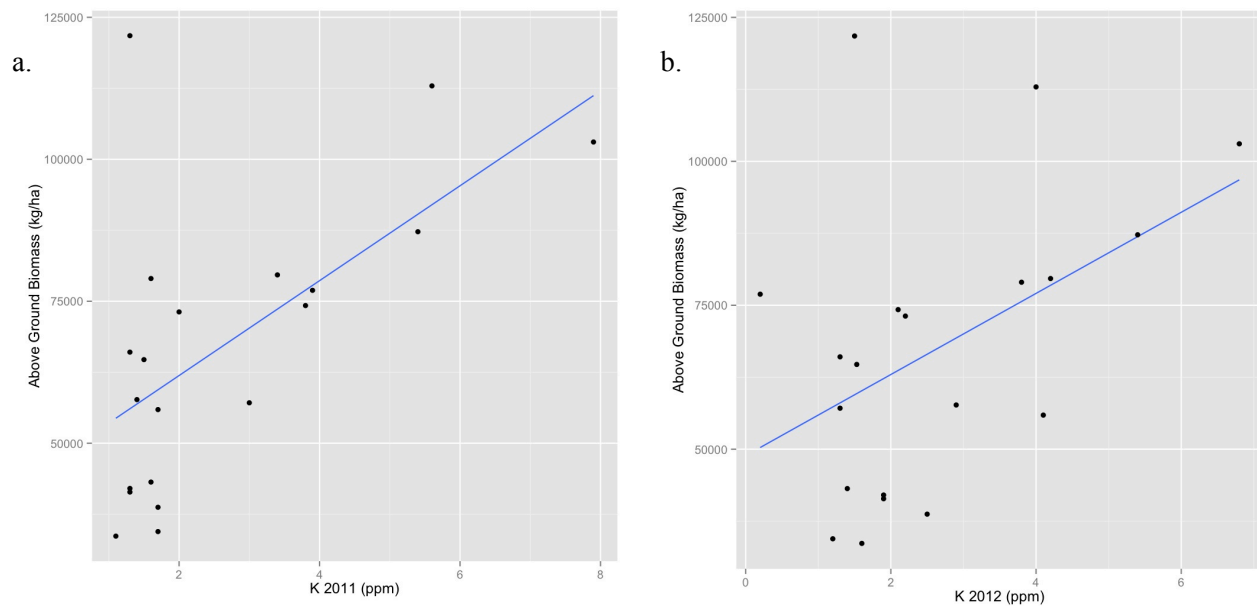 a.
125000
100000
75000
50000
Above Ground Biomass (kg/ha)
2 4 6 8
K 2011 (ppm)
b.
125000
100000
75000
50000
Above Ground Biomass (kg/ha)
0 2 4 6
K 2012 (ppm)